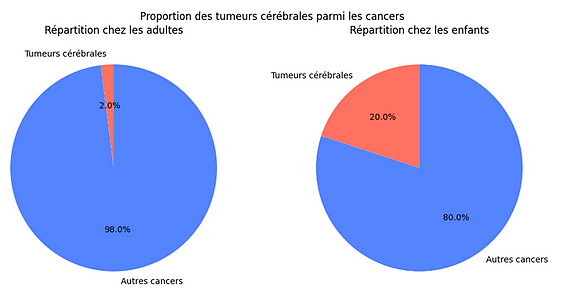 Proportion des tumeurs cérébrales parmi les cancers
Répartition chez les adultes
Tumeurs cérébrales
2.0%
98.0%
Autres cancers
Répartition chez les enfants
Tumeurs cérébrales
20.0%
80.0%
Autres cancers